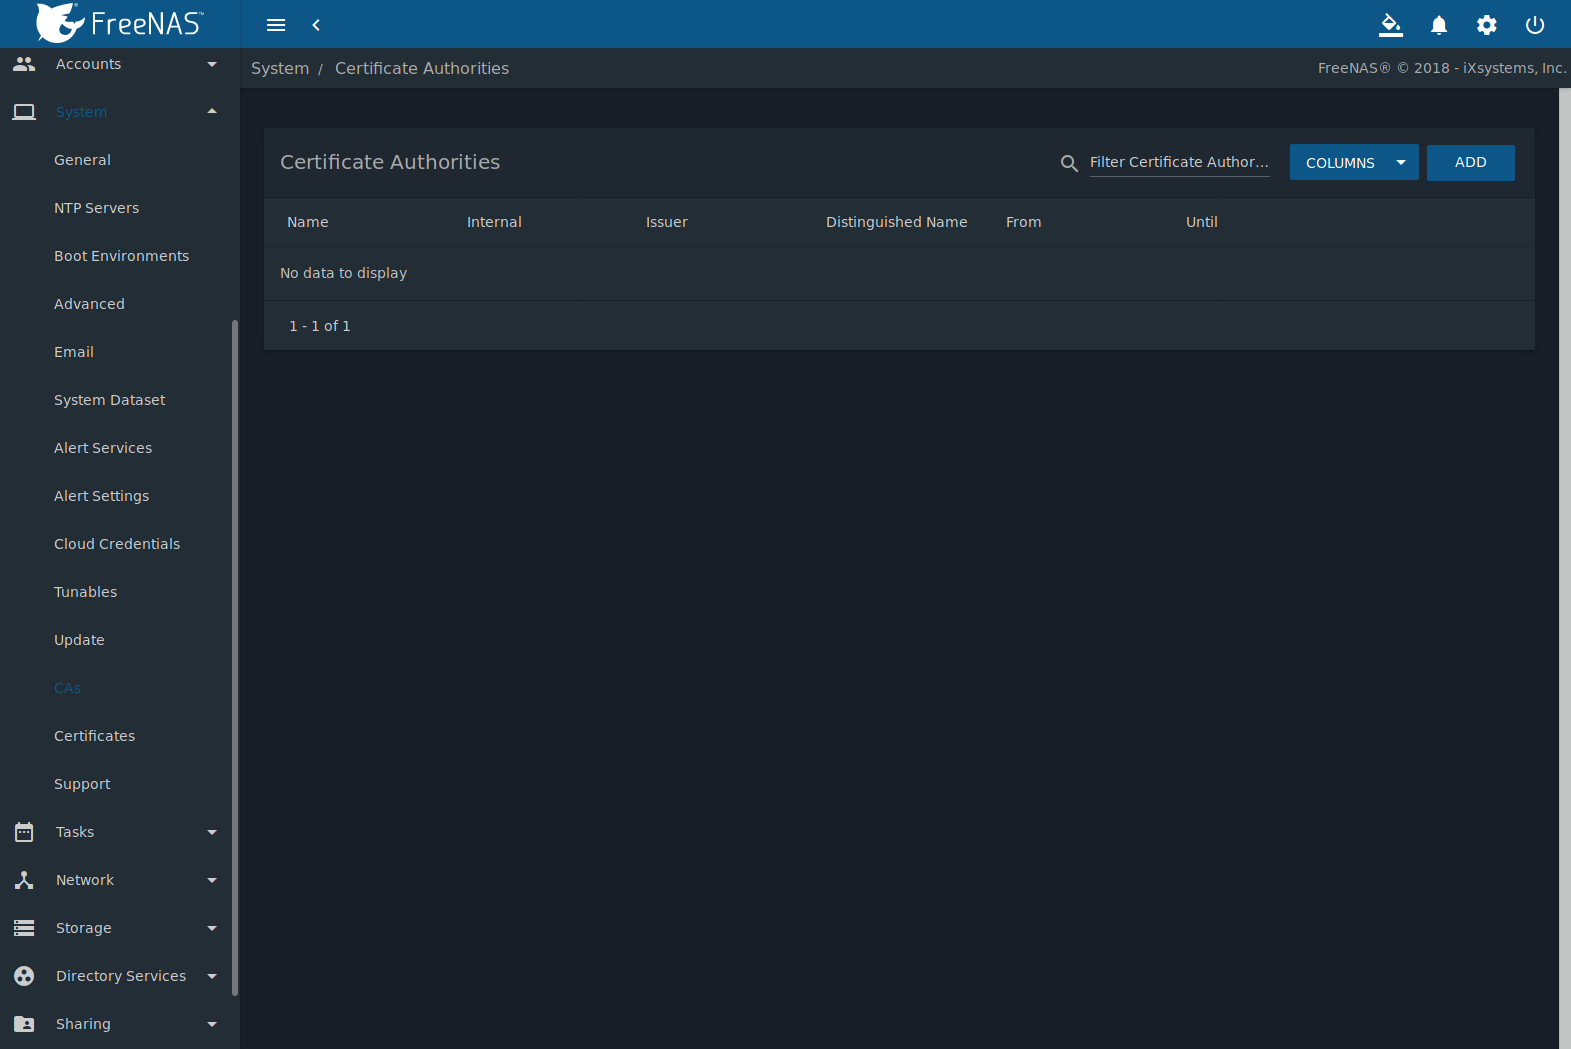 FreeNAS™
Accounts
System
General
NTP Servers
Boot Environments
Advanced
Email
System Dataset
Alert Services
Alert Settings
Cloud Credentials
Tunables
Update
CAs
Certificates
Support
Tasks
Network
Storage
Directory Services
Sharing
System / Certificate Authorities
FreeNAS® © 2018 - iXsystems, Inc.
Certificate Authorities
Filter Certificate Author...
COLUMNS
ADD
Name Internal Issuer Distinguished Name From Until
No data to display
1 - 1 of 1